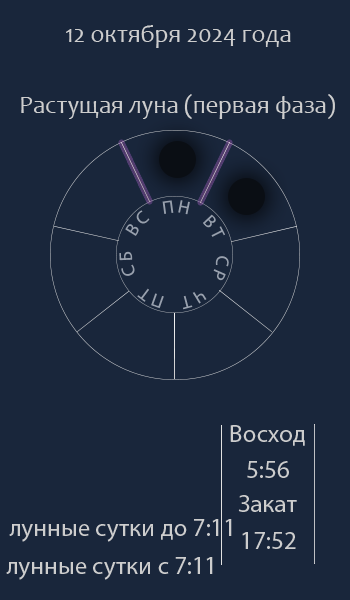 12 октября 2024 года
Растущая луна (первая фаза)
ПН
ВТ
СР
ЧТ
ПТ
СБ
ВС
Восход
5:56
Закат
17:52
лунные сутки до 7:11
лунные сутки с 7:11